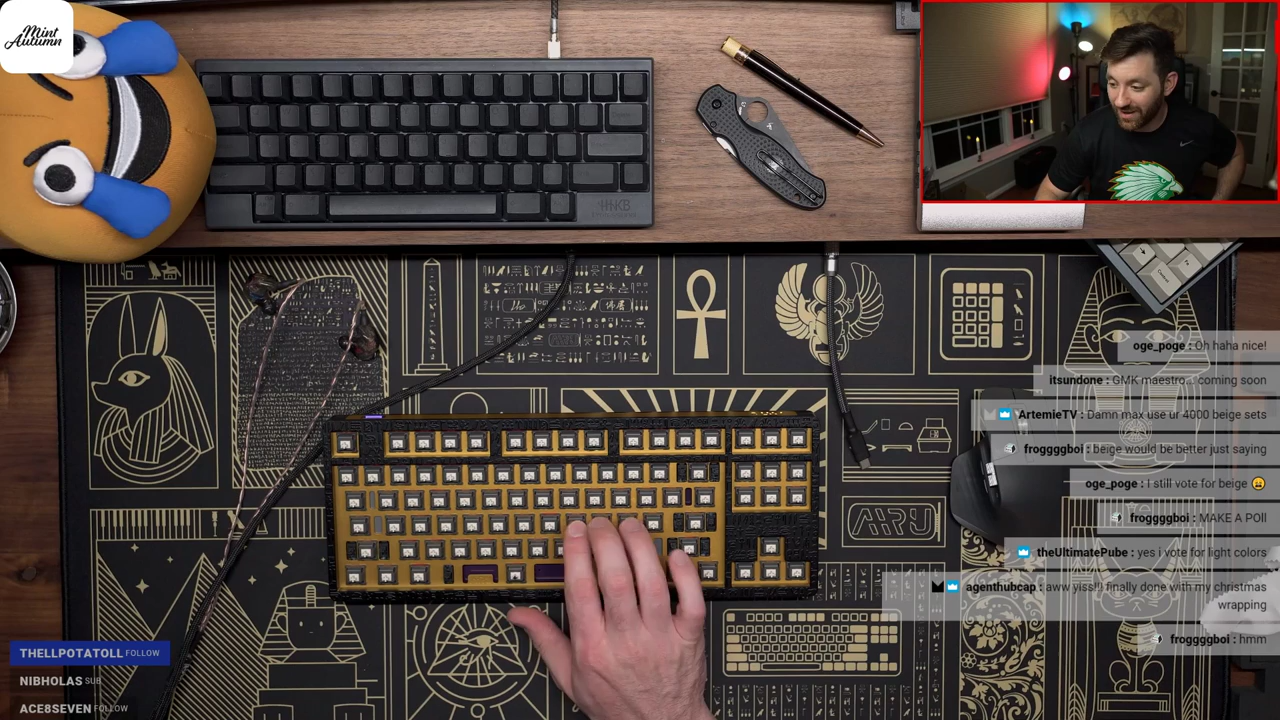 Mint
Autumn
HHKB
oge_poge : Oh haha nice!
itsundone : GMK maestro... coming soon
ArtemieTV : Damn max use ur 4000 beige sets
froggggboi : beige would be better just saying
oge_poge : I still vote for beige
froggggboi : MAKE A POll
theUltimatePube : yes i vote for light colors
agenthubcap : aww yiss!! finally done with my christmas
wrapping
froggggboi : hmm
THELLPOTATOLL FOLLOW
NIBHOLAS SUB
ACE8SEVEN FOLLOW